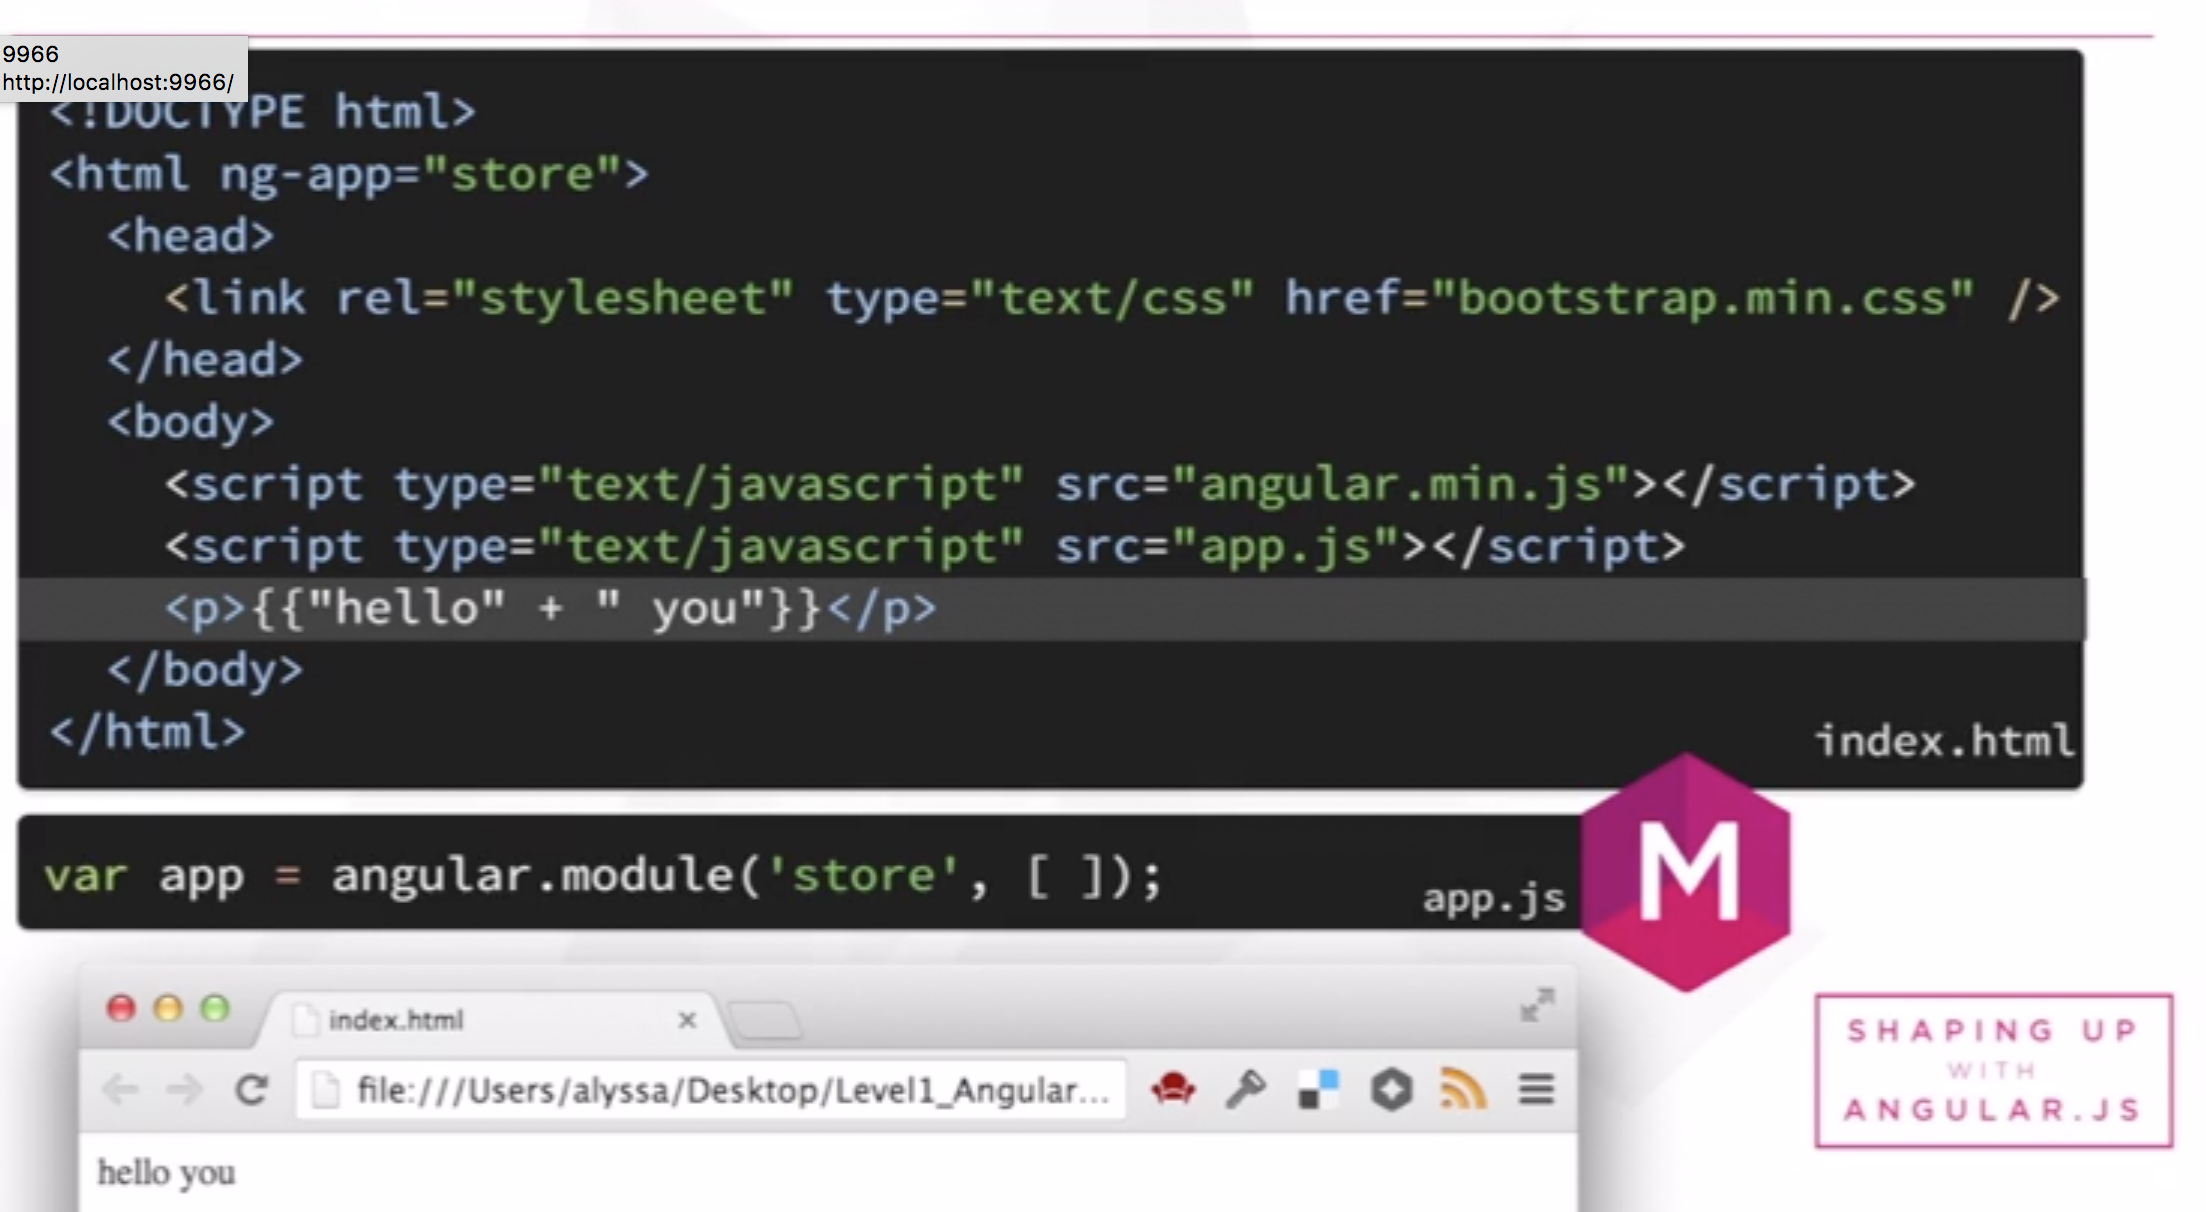 9966
http://localhost:9966/
<!DOCTYPE html>
<html ng-app="store">
<head>
<link rel="stylesheet" type="text/css" href="bootstrap.min.css" />
</head>
<body>
<script type="text/javascript" src="angular.min.js"></script>
<script type="text/javascript" src="app.js"></script>
<p>{{"hello" + " you"}}</p>
</body>
</html>
index.html
var app = angular.module('store', [ ]);
app.js
M
index.html
file:///Users/alyssa/Desktop/Level1_Angular...
hello you
SHAPING UP
WITH
ANGULAR.JS